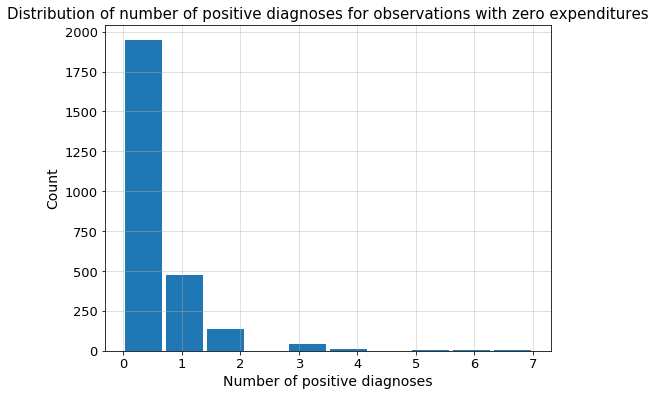 Distribution of number of positive diagnoses for observations with zero expenditures
2000
1750
1500
1250
1000
750
500
250
0
Count
0 1 2 3 4 5 6 7
Number of positive diagnoses